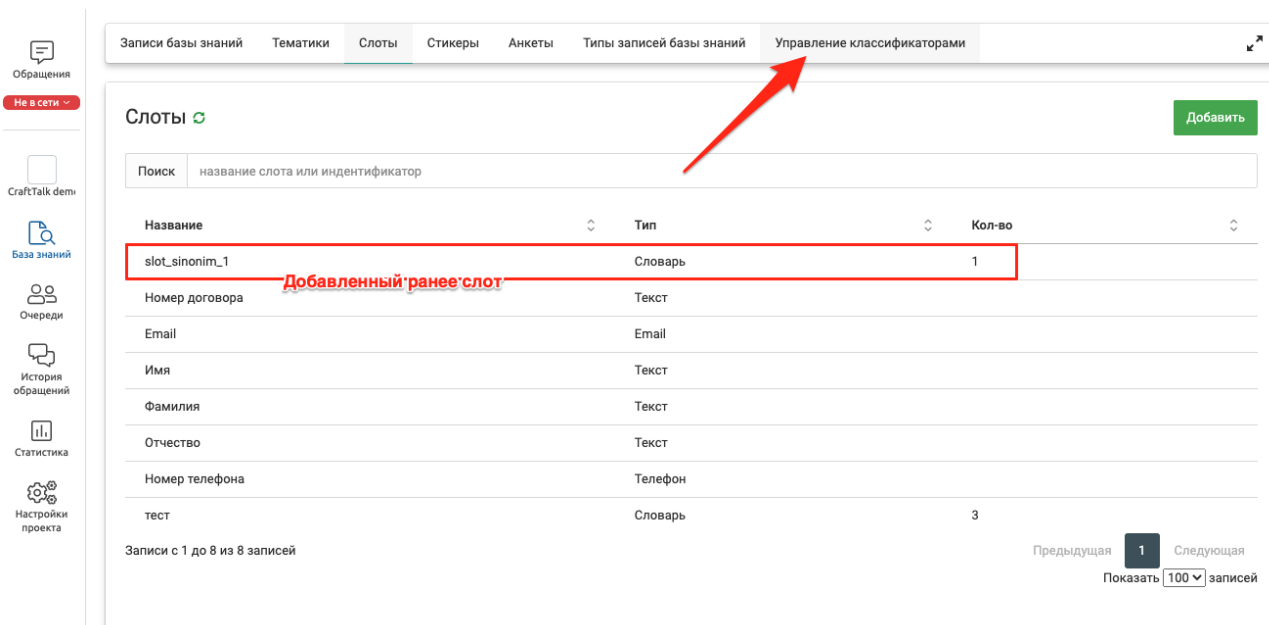 Обращения
Не в сети
CraftTalk demo
База знаний
Очереди
История
обращений
Статистика
Настройки
проекта
Записи базы знаний Тематики Слоты Стикеры Анкеты Типы записей базы знаний Управление классификаторами
Слоты
Добавить
Поиск название слота или индентификатор
Название Тип Кол-во
slot_sinonim_1 Словарь 1
Добавленный ранее слот
Номер договора Текст
Email Email
Имя Текст
Фамилия Текст
Отчество Текст
Номер телефона Телефон
тест Словарь 3
Записи с 1 до 8 из 8 записей
Предыдущая 1 Следующая
Показать 100 записей